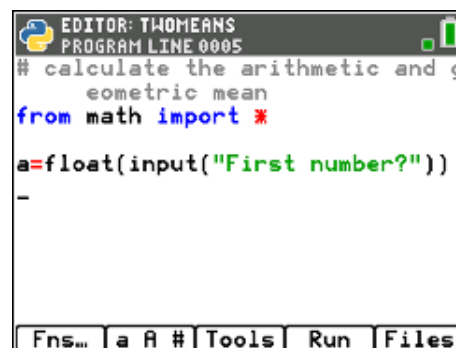 EDITOR: TWOMEANS
PROGRAM LINE 0005
# calculate the arithmetic and g
eometric mean
from math import *
a=float(input("First number?"))
_
Fns… a A # Tools Run Files